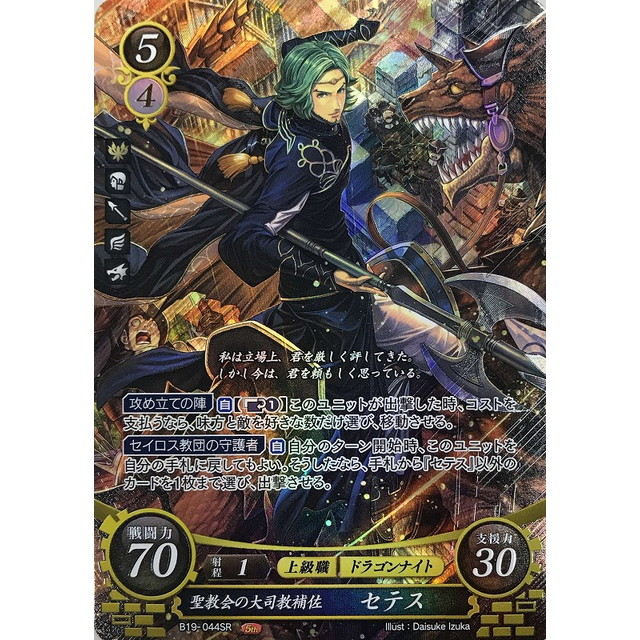 5
4
私は立場上、君を厳しく評してきた。
しかし今は、君を頼もしく思っている。
攻め立ての陣 自【1】このユニットが出撃した時、コストを
支払うなら、味方と敵を好きな数だけ選び、移動させる。
セイロス教団の守護者 自 自分のターン開始時、このユニットを
自分の手札に戻してもよい。そうしたなら、手札から『セテス』以外の
カードを1枚まで選び、出撃させる。
戦闘力
70
射程 1
上級職 ドラゴンナイト
支援力
30
聖教会の大司教補佐 セテス
B19-044SR 5th Illust : Daisuke Izuka